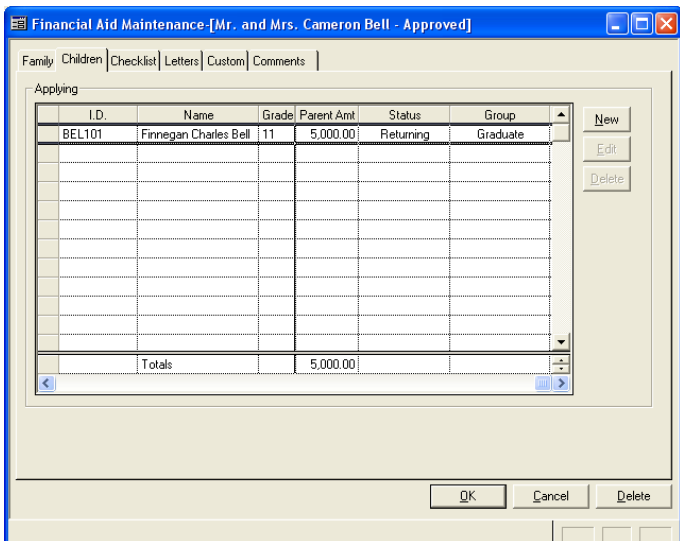 Financial Aid Maintenance-[Mr. and Mrs. Cameron Bell - Approved]
Family Children Checklist Letters Custom Comments
Applying
I.D. Name Grade Parent Amt Status Group
BEL101 Finnegan Charles Bell 11 5,000.00 Returning Graduate
New
Edit
Delete
Totals 5,000.00
OK Cancel Delete